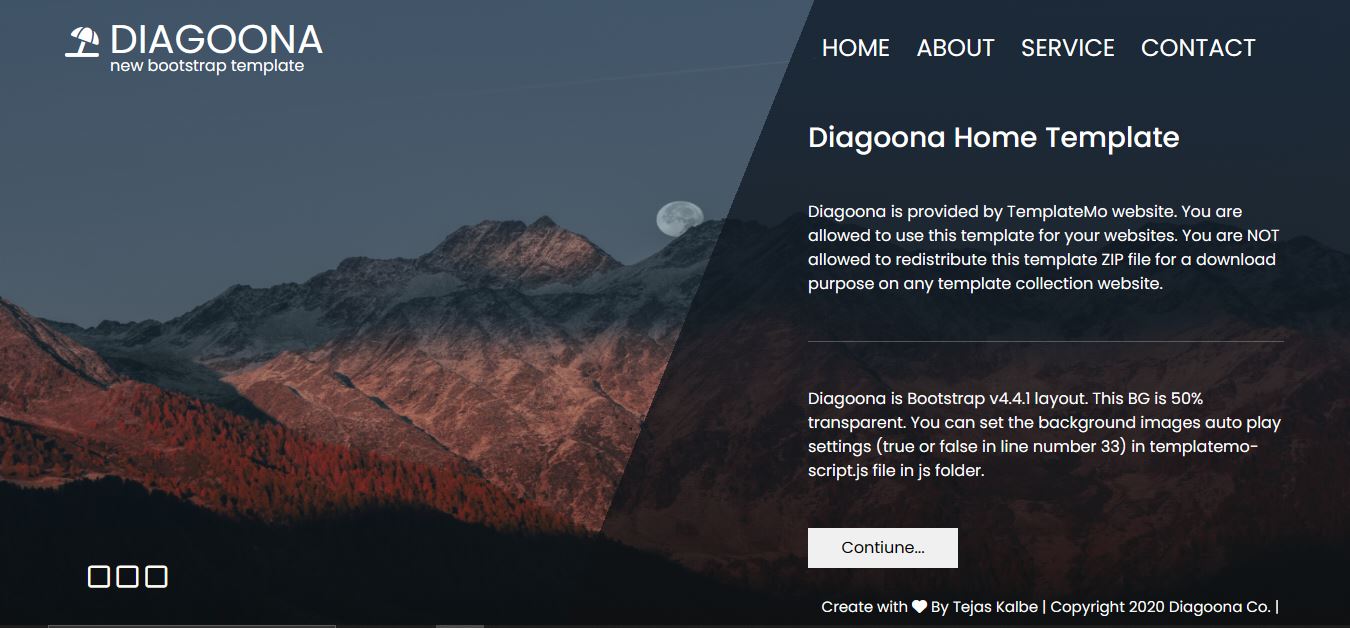 DIAGOONA
new bootstrap template
HOME ABOUT SERVICE CONTACT
Diagoona Home Template
Diagoona is provided by TemplateMo website. You are
allowed to use this template for your websites. You are NOT
allowed to redistribute this template ZIP file for a download
purpose on any template collection website.
Diagoona is Bootstrap v4.4.1 layout. This BG is 50%
transparent. You can set the background images auto play
settings (true or false in line number 33) in templatemo-
script.js file in js folder.
Contiune...
Create with ❤ By Tejas Kalbe | Copyright 2020 Diagoona Co. |